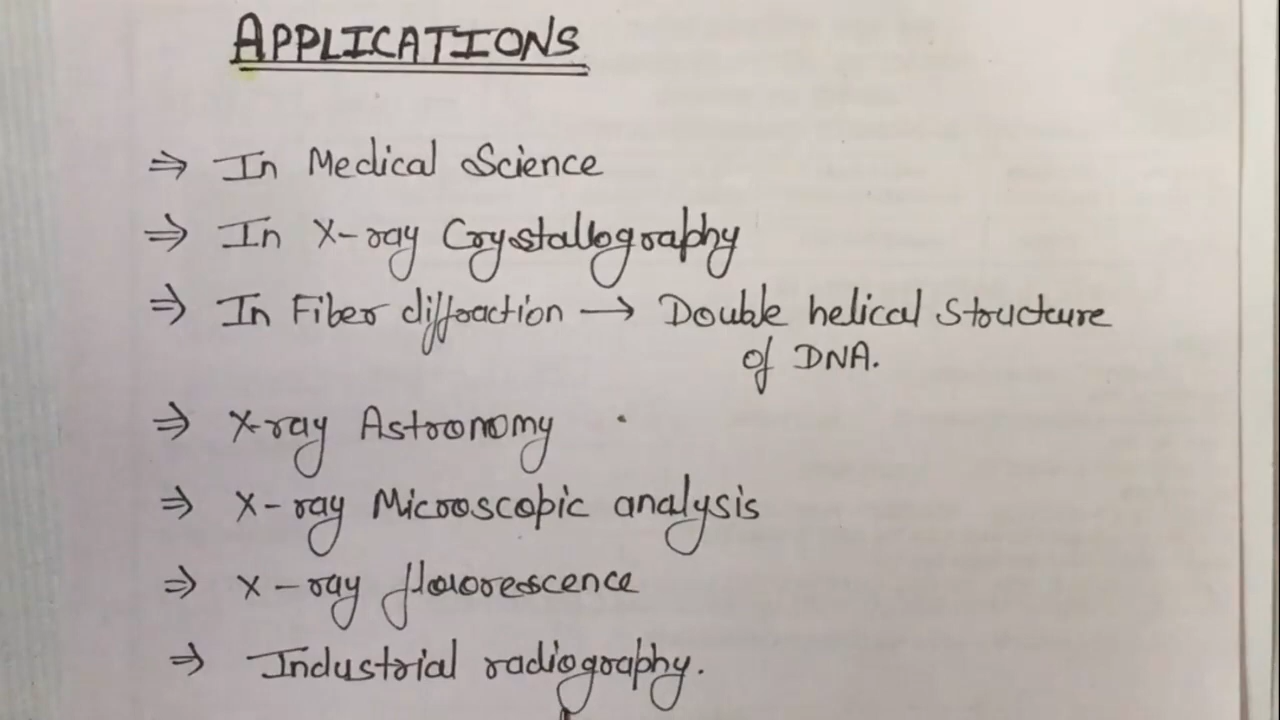 APPLICATIONS
⇒ In Medical Science
⇒ In X-ray Crystallography
⇒ In Fiber diffraction → Double helical Structure
of DNA.
⇒ X-ray Astronomy
⇒ X-ray Microscopic analysis
⇒ X-ray fluorescence
⇒ Industrial radiography.